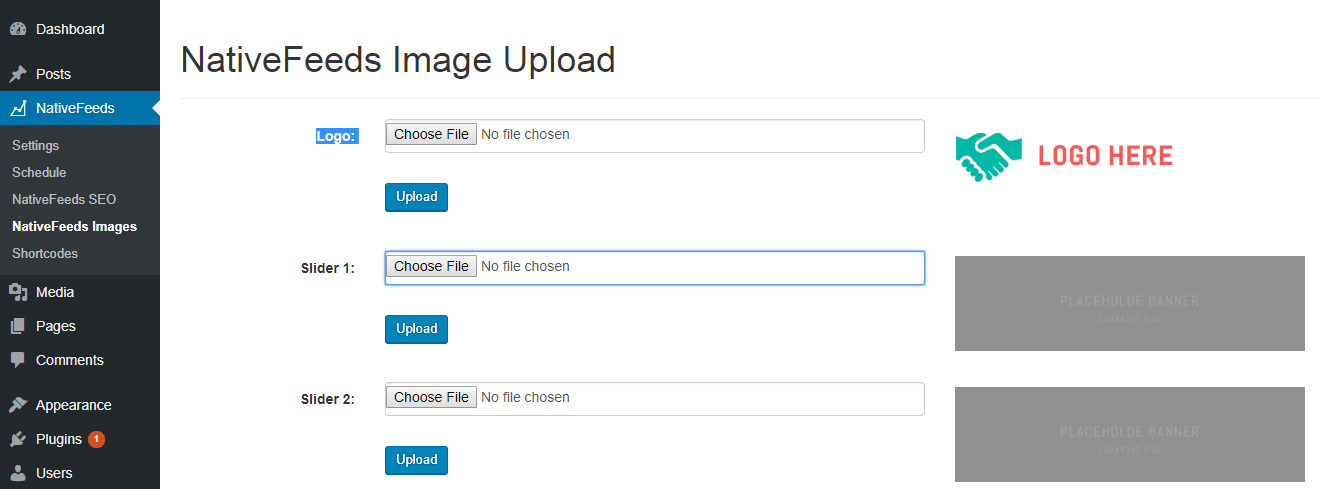 Dashboard
Posts
NativeFeeds
Settings
Schedule
NativeFeeds SEO
NativeFeeds Images
Shortcodes
Media
Pages
Comments
Appearance
Plugins 1
Users
NativeFeeds Image Upload
Logo: Choose File No file chosen
LOGO HERE
Upload
Slider 1: Choose File No file chosen
PLACEHOLDE BANNER
SIZE
Upload
Slider 2: Choose File No file chosen
PLACEHOLDE BANNER
SIZE
Upload